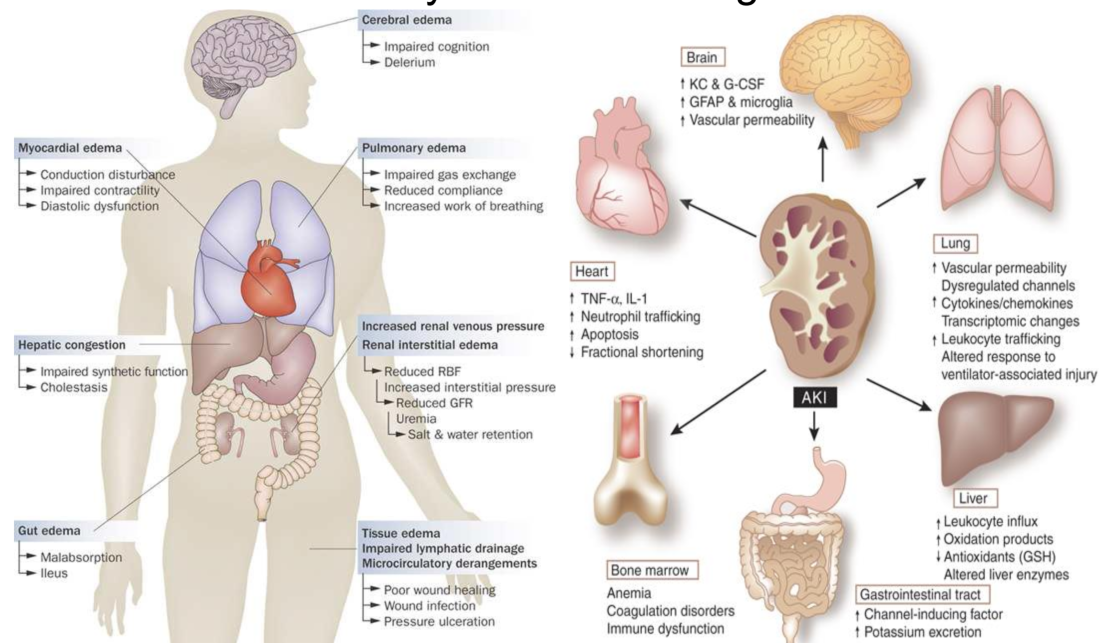 Cerebral edema
Impaired cognition
Delerium
Myocardial edema
Conduction disturbance
Impaired contractility
Diastolic dysfunction
Pulmonary edema
Impaired gas exchange
Reduced compliance
Increased work of breathing
Hepatic congestion
Impaired synthetic function
Cholestasis
Increased renal venous pressure
Renal interstitial edema
Reduced RBF
Increased interstitial pressure
Reduced GFR
Uremia
Salt & water retention
Gut edema
Malabsorption
Ileus
Tissue edema
Impaired lymphatic drainage
Microcirculatory derangements
Poor wound healing
Wound infection
Pressure ulceration
Brain
↑ KC & G-CSF
↑ GFAP & microglia
↑ Vascular permeability
Heart
↑ TNF-α, IL-1
↑ Neutrophil trafficking
↑ Apoptosis
↓ Fractional shortening
Lung
↑ Vascular permeability
Dysregulated channels
↑ Cytokines/chemokines
Transcriptomic changes
↑ Leukocyte trafficking
Altered response to
ventilator-associated injury
AKI
Liver
↑ Leukocyte influx
↑ Oxidation products
↓ Antioxidants (GSH)
Altered liver enzymes
Bone marrow
Anemia
Coagulation disorders
Immune dysfunction
Gastrointestinal tract
↑ Channel-inducing factor
↑ Potassium excretion